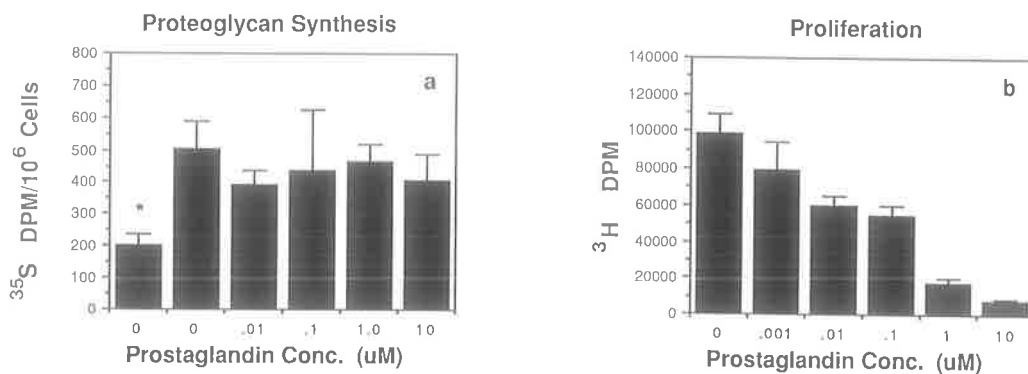 Proteoglycan Synthesis
800
700
600
500
400
300
200
100
0
³⁵S DPM/10⁶ Cells
a
*
0 0 .01 .1 1.0 10
Prostaglandin Conc. (uM)
Proliferation
140000
120000
100000
80000
60000
40000
20000
0
³H DPM
b
0 .001 .01 .1 1 10
Prostaglandin Conc. (uM)